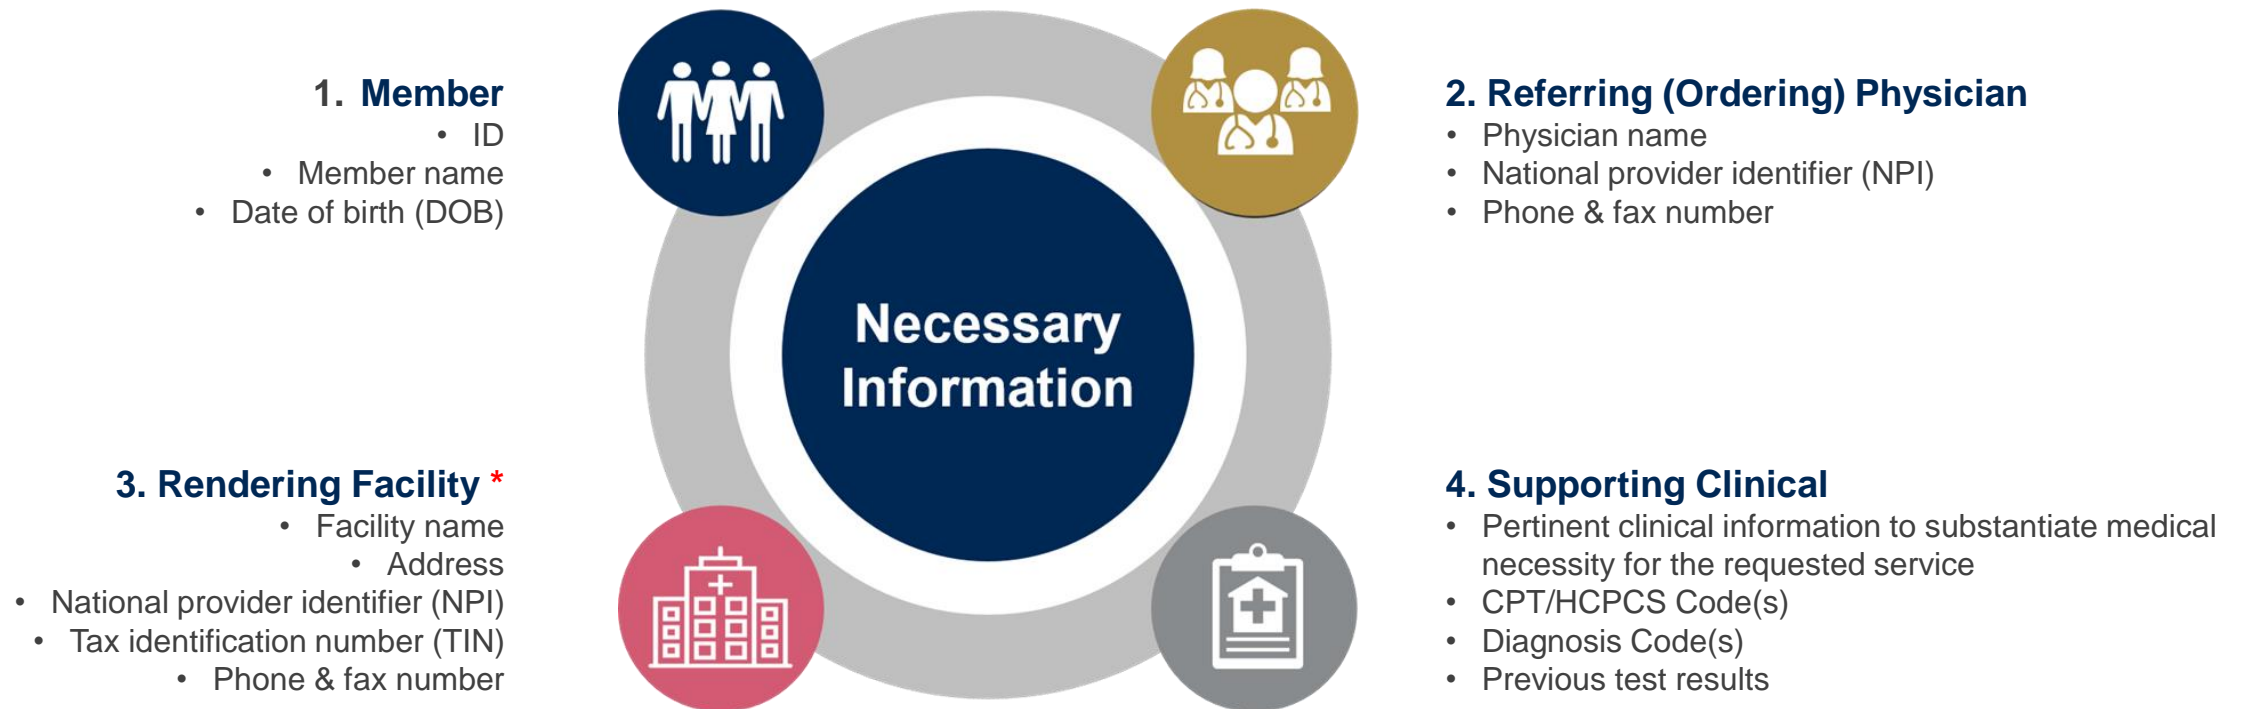 1. Member
• ID
• Member name
• Date of birth (DOB)
2. Referring (Ordering) Physician
• Physician name
• National provider identifier (NPI)
• Phone & fax number
Necessary
Information
3. Rendering Facility *
• Facility name
• Address
• National provider identifier (NPI)
• Tax identification number (TIN)
• Phone & fax number
4. Supporting Clinical
• Pertinent clinical information to substantiate medical
necessity for the requested service
• CPT/HCPCS Code(s)
• Diagnosis Code(s)
• Previous test results